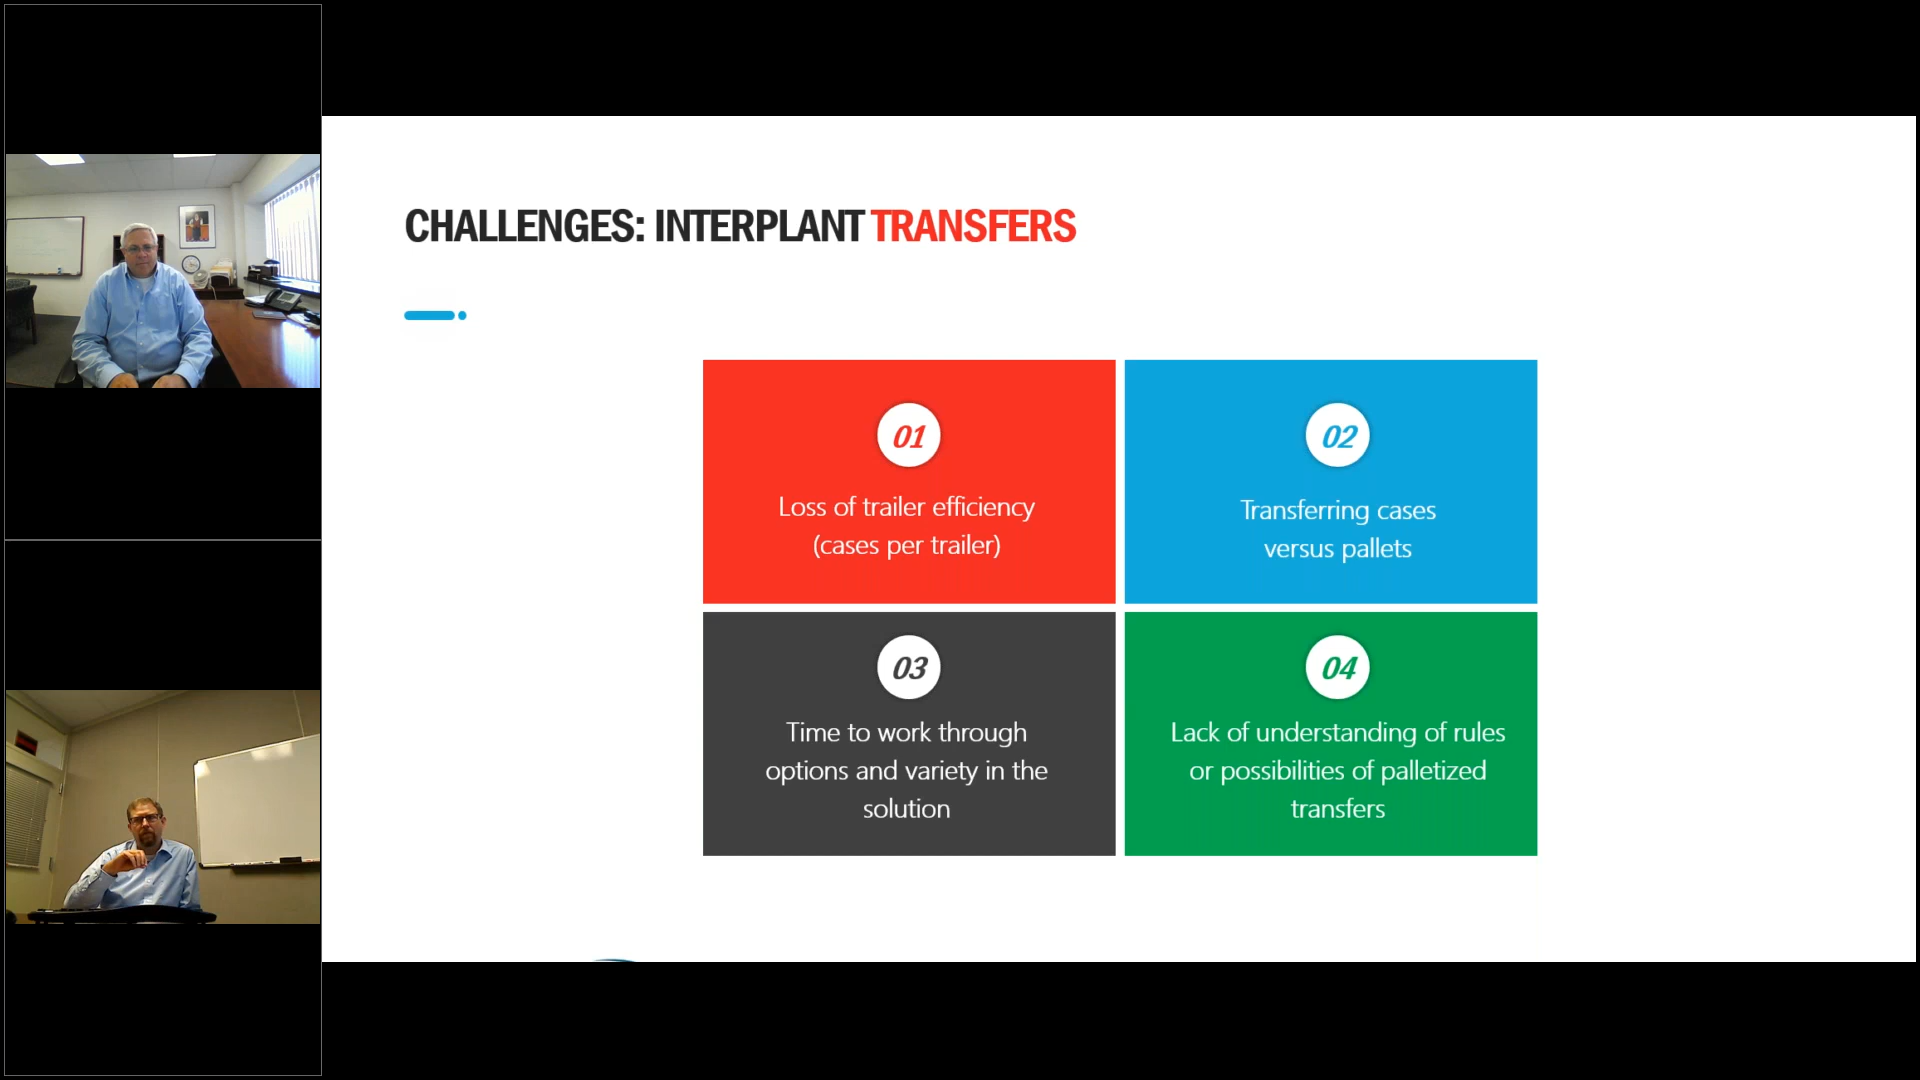 CHALLENGES: INTERPLANT TRANSFERS
01
Loss of trailer efficiency
(cases per trailer)
02
Transferring cases
versus pallets
03
Time to work through
options and variety in the
solution
04
Lack of understanding of rules
or possibilities of palletized
transfers